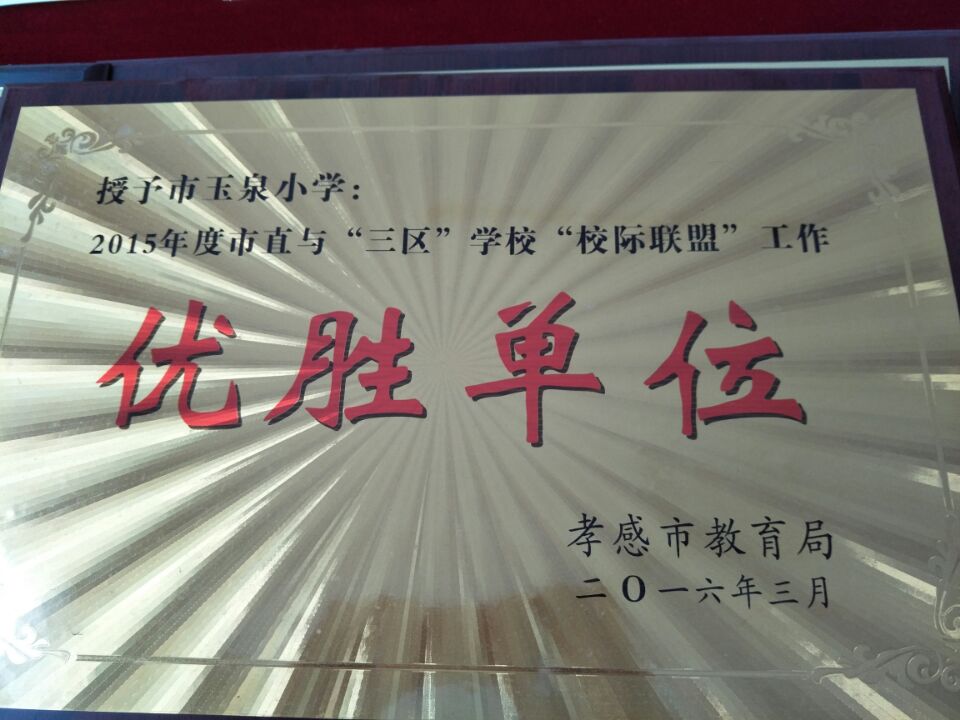 授予市玉泉小学：
2015年度市直与“三区”学校“校际联盟”工作
优胜单位
孝感市教育局
二〇一六年三月